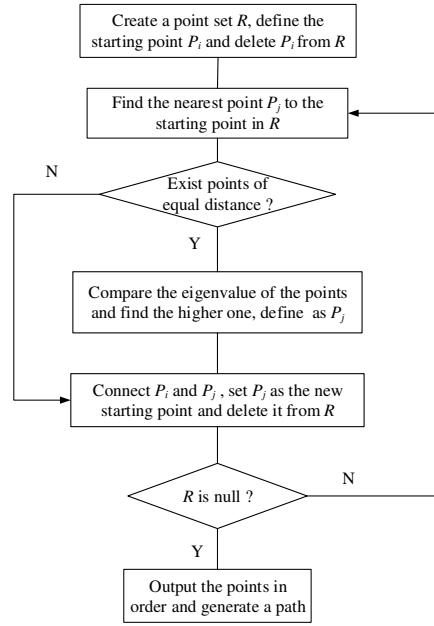 Create a point set R, define the
starting point Pi and delete Pi from R
Find the nearest point Pj to the
starting point in R
N
Exist points of
equal distance ?
Y
Compare the eigenvalue of the points
and find the higher one, define as Pj
Connect Pi and Pj , set Pj as the new
starting point and delete it from R
R is null ?
N
Y
Output the points in
order and generate a path